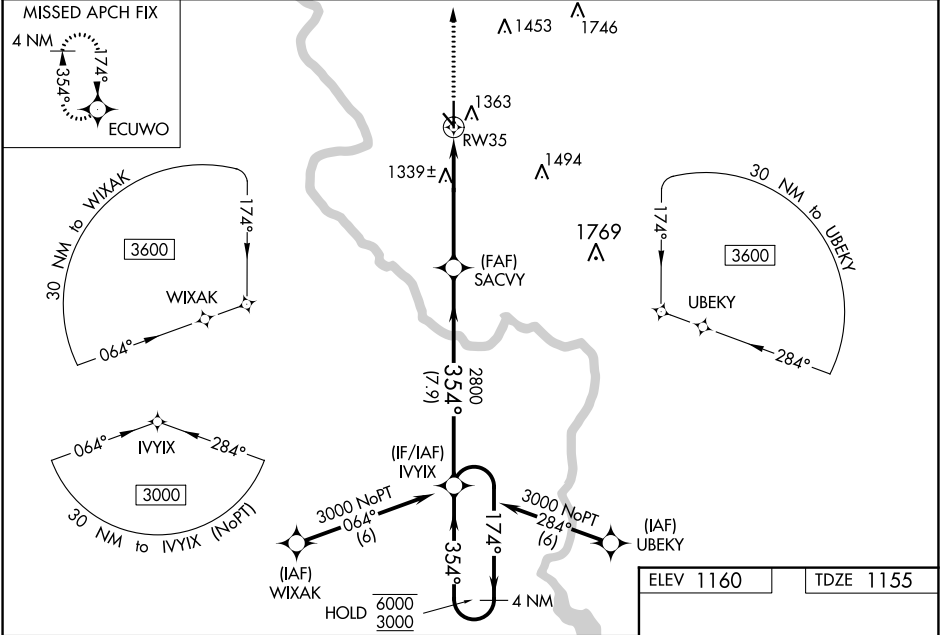 MISSED APCH FIX
4 NM
354°
174°
ECUWO
1453
1746
1363
RW35
1339±
1494
1769
30 NM to WIXAK
174°
3600
WIXAK
064°
30 NM to UBEKY
174°
3600
UBEKY
284°
(FAF)
SACVY
2800
354°
(7.9)
064°
284°
IVYIX
3000
30 NM to IVYIX (NoPT)
(IF/IAF)
IVYIX
3000 NoPT
064°
(6)
(IAF)
WIXAK
3000 NoPT
284°
(6)
(IAF)
UBEKY
354°
174°
HOLD
6000
3000
4 NM
ELEV 1160
TDZE 1155